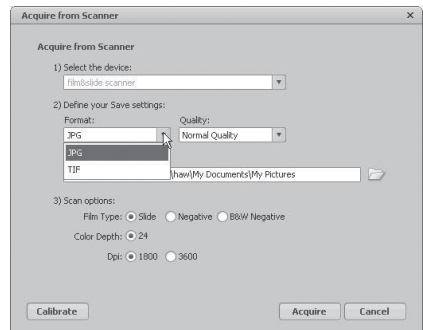 Acquire from Scanner
Acquire from Scanner
1) Select the device:
film&slide scanner
2) Define your Save settings:
Format: Quality:
JPG Normal Quality
JPG
TIF
\haw\My Documents\My Pictures
3) Scan options:
Film Type: Slide Negative B&W Negative
Color Depth: 24
Dpi: 1800 3600
Calibrate Acquire Cancel